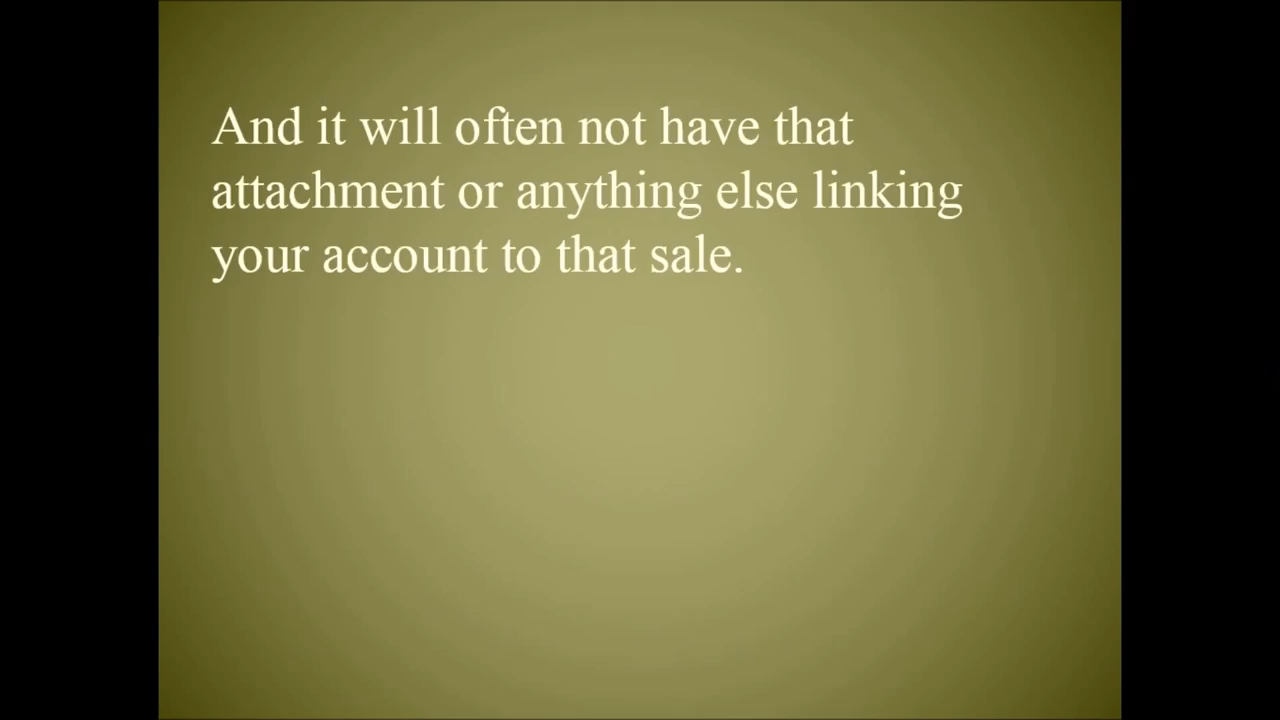 And it will often not have that
attachment or anything else linking
your account to that sale.